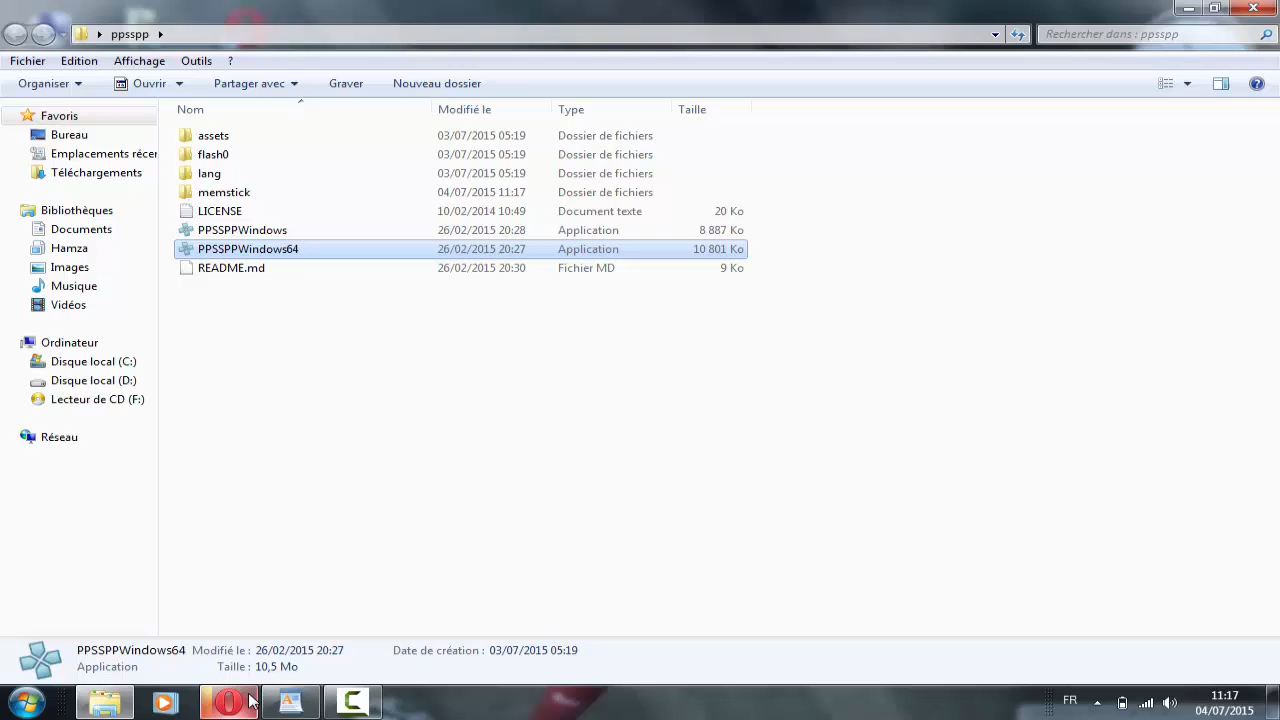 ppsspp
Rechercher dans : ppsspp
Fichier Edition Affichage Outils ?
Organiser Ouvrir Partager avec Graver Nouveau dossier
Nom Modifié le Type Taille
Favoris
Bureau
Emplacements récer
Téléchargements
Bibliothèques
Documents
Hamza
Images
Musique
Vidéos
Ordinateur
Disque local (C:)
Disque local (D:)
Lecteur de CD (F:)
Réseau
assets 03/07/2015 05:19 Dossier de fichiers
flash0 03/07/2015 05:19 Dossier de fichiers
lang 03/07/2015 05:19 Dossier de fichiers
memstick 04/07/2015 11:17 Dossier de fichiers
LICENSE 10/02/2014 10:49 Document texte 20 Ko
PPSSPPWindows 26/02/2015 20:28 Application 8 887 Ko
PPSSPPWindows64 26/02/2015 20:27 Application 10 801 Ko
README.md 26/02/2015 20:30 Fichier MD 9 Ko
PPSSPPWindows64 Modifié le : 26/02/2015 20:27 Date de création : 03/07/2015 05:19
Application Taille : 10,5 Mo
FR 11:17
04/07/2015